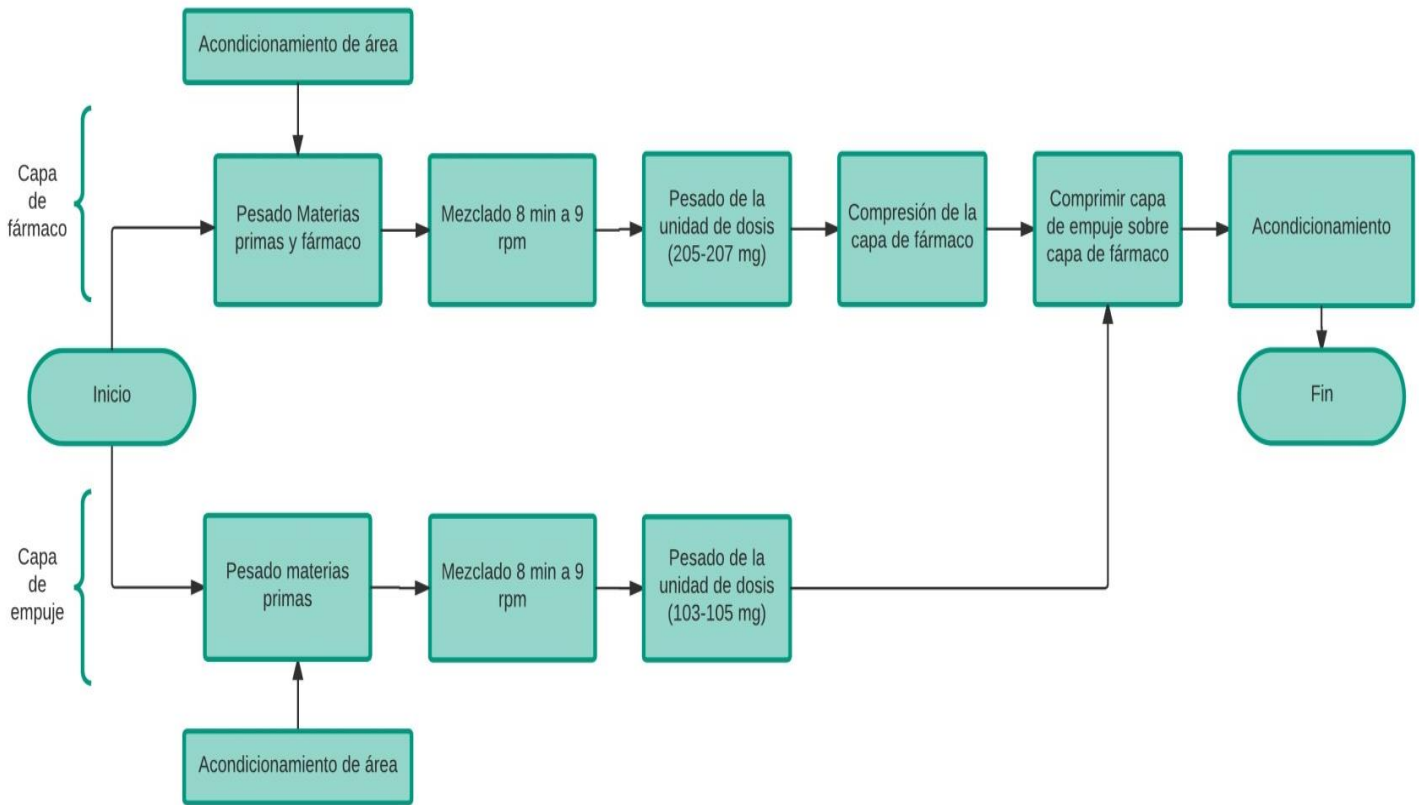 Acondicionamiento de área
Capa
de
fármaco
Pesado Materias
primas y fármaco
Mezclado 8 min a 9
rpm
Pesado de la
unidad de dosis
(205-207 mg)
Compresión de la
capa de fármaco
Comprimir capa
de empuje sobre
capa de fármaco
Acondicionamiento
Inicio
Fin
Capa
de
empuje
Pesado materias
primas
Mezclado 8 min a 9
rpm
Pesado de la
unidad de dosis
(103-105 mg)
Acondicionamiento de área